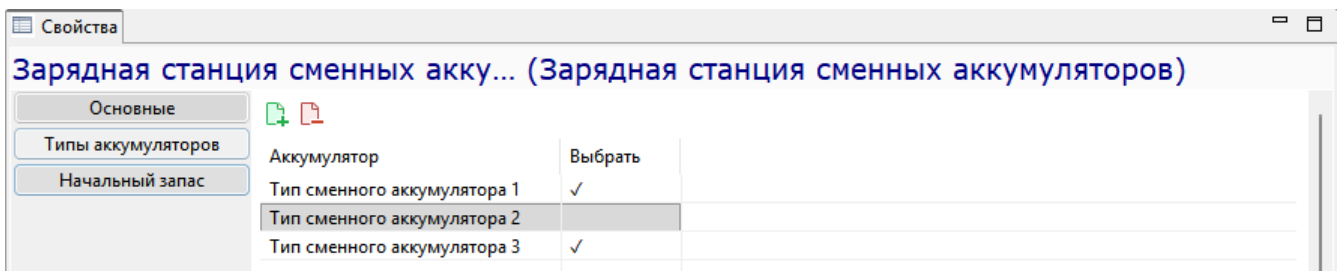 Свойства
Зарядная станция сменных акку... (Зарядная станция сменных аккумуляторов)
Основные
Типы аккумуляторов
Начальный запас
Аккумулятор Выбрать
Тип сменного аккумулятора 1 ✓
Тип сменного аккумулятора 2
Тип сменного аккумулятора 3 ✓